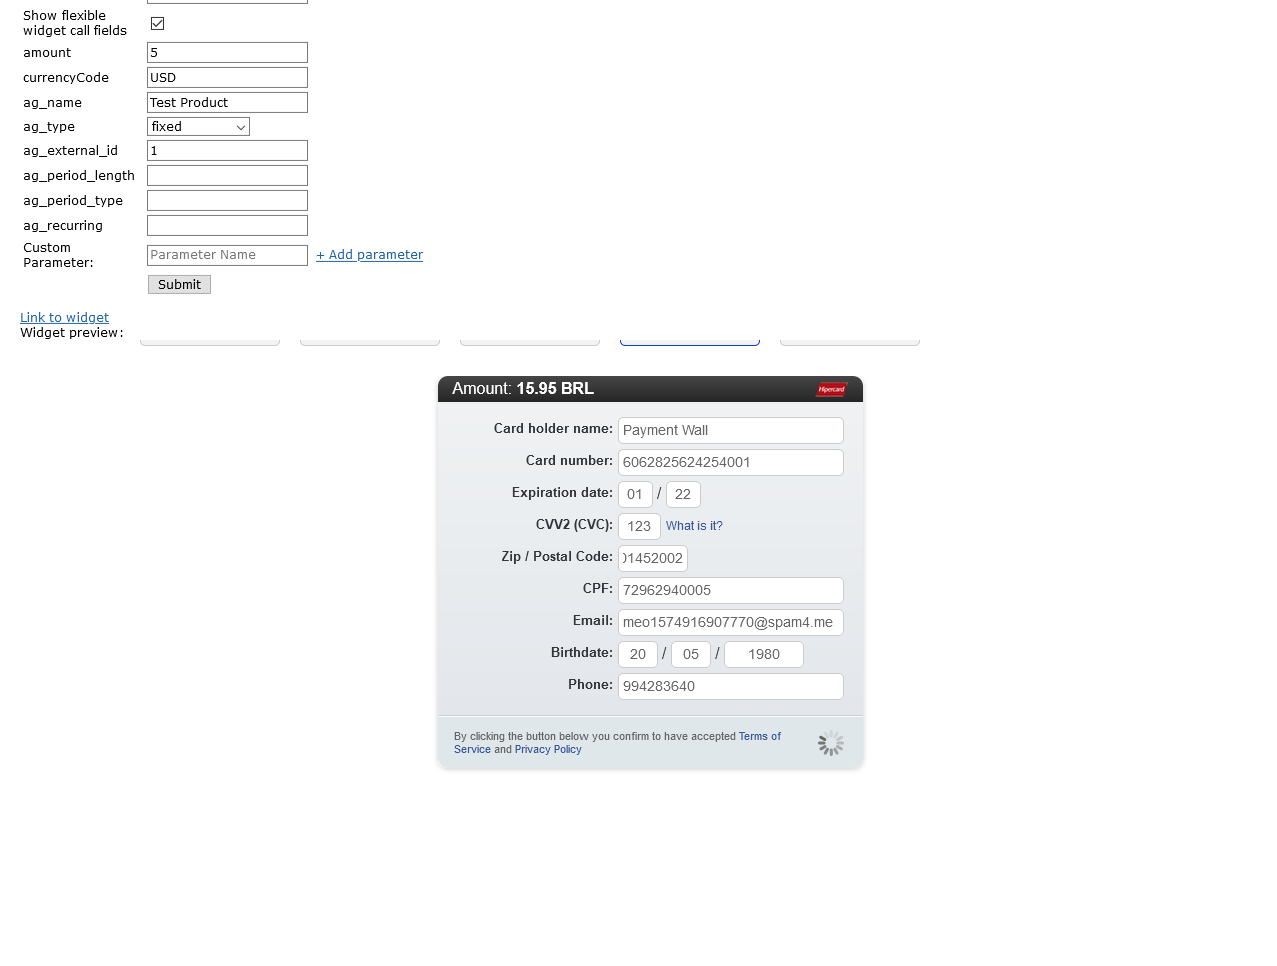 Show flexible
widget call fields
amount 5
currencyCode USD
ag_name Test Product
ag_type fixed
ag_external_id 1
ag_period_length
ag_period_type
ag_recurring
Custom
Parameter: Parameter Name + Add parameter
Submit
Link to widget
Widget preview:
Amount: 15.95 BRL Hipercard
Card holder name: Payment Wall
Card number: 6062825624254001
Expiration date: 01 / 22
CVV2 (CVC): 123 What is it?
Zip / Postal Code: 01452002
CPF: 72962940005
Email: meo1574916907770@spam4.me
Birthdate: 20 / 05 / 1980
Phone: 994283640
By clicking the button below you confirm to have accepted Terms of
Service and Privacy Policy